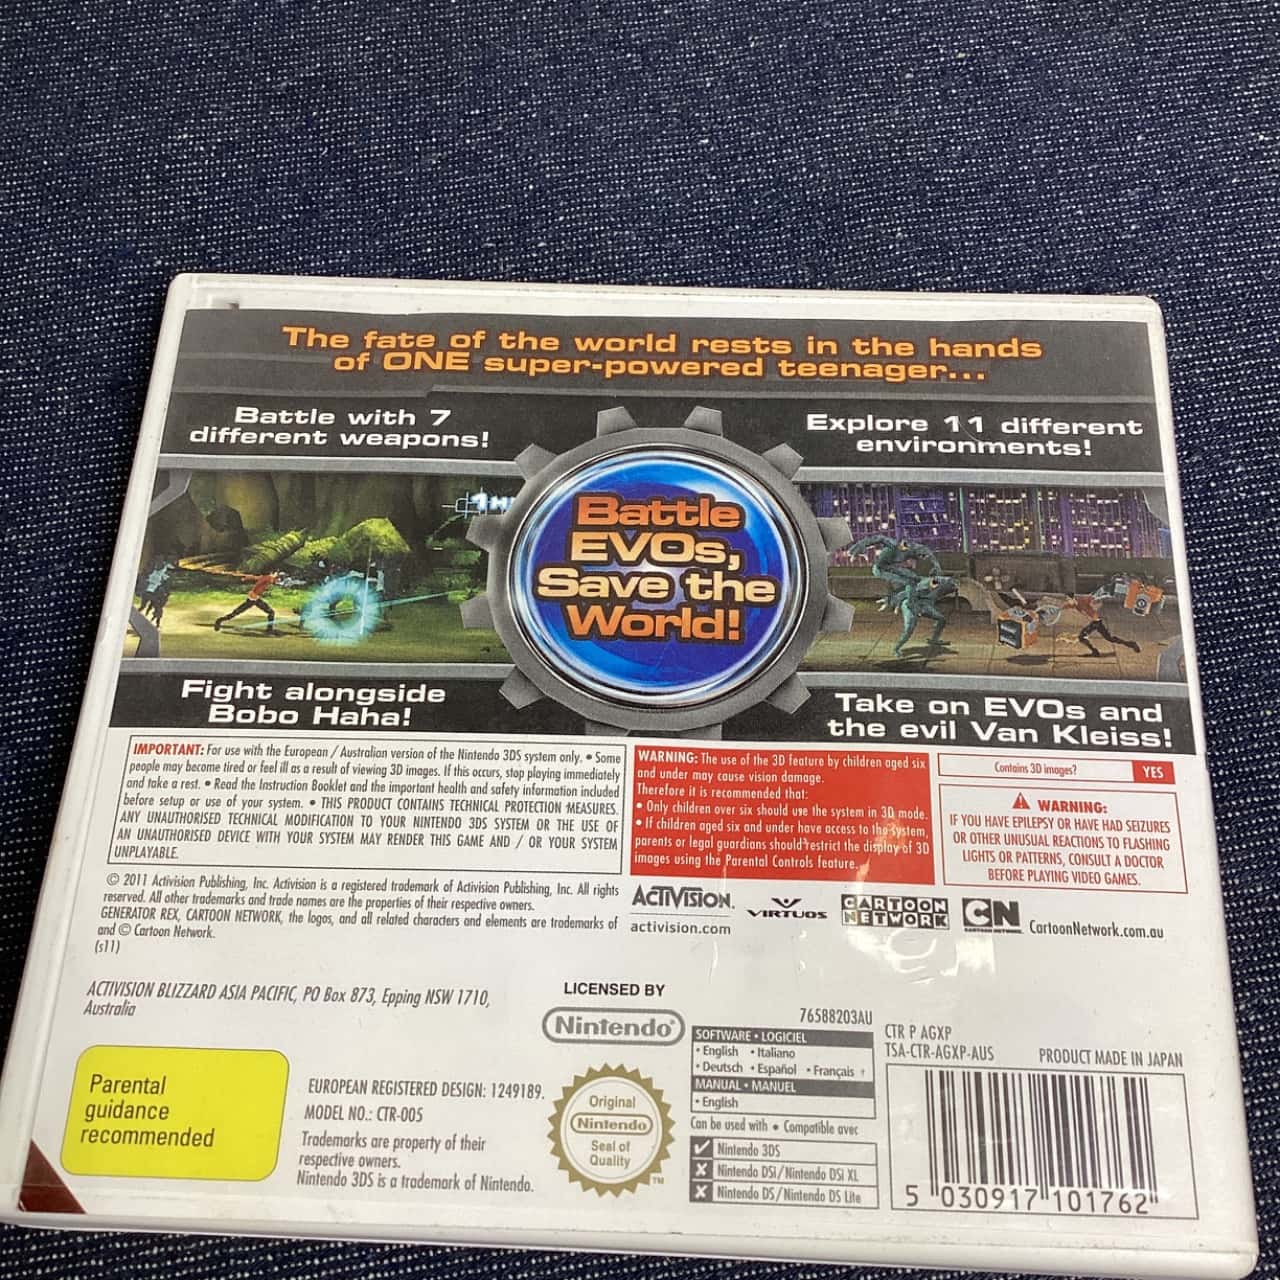 The fate of the world rests in the hands
of ONE super-powered teenager...
Battle with 7
different weapons!
Explore 11 different
environments!
Battle
EVOs,
Save the
World!
Fight alongside
Bobo Haha!
Take on EVOs and
the evil Van Kleiss!
IMPORTANT: For use with the European / Australian version of the Nintendo 3DS system only. • Some
people may become tired or feel ill as a result of viewing 3D images. If this occurs, stop playing immediately
and take a rest. • Read the Instruction Booklet and the important health and safety information included
before setup or use of your system. • THIS PRODUCT CONTAINS TECHNICAL PROTECTION MEASURES.
ANY UNAUTHORISED TECHNICAL MODIFICATION TO YOUR NINTENDO 3DS SYSTEM OR THE USE OF
AN UNAUTHORISED DEVICE WITH YOUR SYSTEM MAY RENDER THIS GAME AND / OR YOUR SYSTEM
UNPLAYABLE.
WARNING: The use of the 3D feature by children aged six
and under may cause vision damage.
Therefore it is recommended that:
• Only children over six should use the system in 3D mode.
• If children aged six and under have access to the system,
parents or legal guardians should restrict the display of 3D
images using the Parental Controls feature.
Contains 3D images? YES
WARNING:
IF YOU HAVE EPILEPSY OR HAVE HAD SEIZURES
OR OTHER UNUSUAL REACTIONS TO FLASHING
LIGHTS OR PATTERNS, CONSULT A DOCTOR
BEFORE PLAYING VIDEO GAMES.
© 2011 Activision Publishing, Inc. Activision is a registered trademark of Activision Publishing, Inc. All rights
reserved. All other trademarks and trade names are the properties of their respective owners.
GENERATOR REX, CARTOON NETWORK, the logos, and all related characters and elements are trademarks of
and © Cartoon Network.
(s11)
ACTIVISION.
activision.com
VIRTUOS
CARTOON
NETWORK
CN
CARTOON NETWORK
CartoonNetwork.com.au
ACTIVISION BLIZZARD ASIA PACIFIC, PO Box 873, Epping NSW 1710,
Australia
LICENSED BY
Nintendo®
Parental
guidance
recommended
EUROPEAN REGISTERED DESIGN: 1249189.
MODEL NO.: CTR-005
Trademarks are property of their
respective owners.
Nintendo 3DS is a trademark of Nintendo.
Original
Nintendo
Seal of
Quality
TM
76588203AU
SOFTWARE • LOGICIEL
• English • Italiano
• Deutsch • Español • Français
MANUAL • MANUEL
• English
Can be used with • Compatible avec
Nintendo 3DS
Nintendo DSi/Nintendo DSi XL
Nintendo DS/Nintendo DS Lite
CTR P AGXP
TSA-CTR-AGXP-AUS
PRODUCT MADE IN JAPAN
5 030917 101762